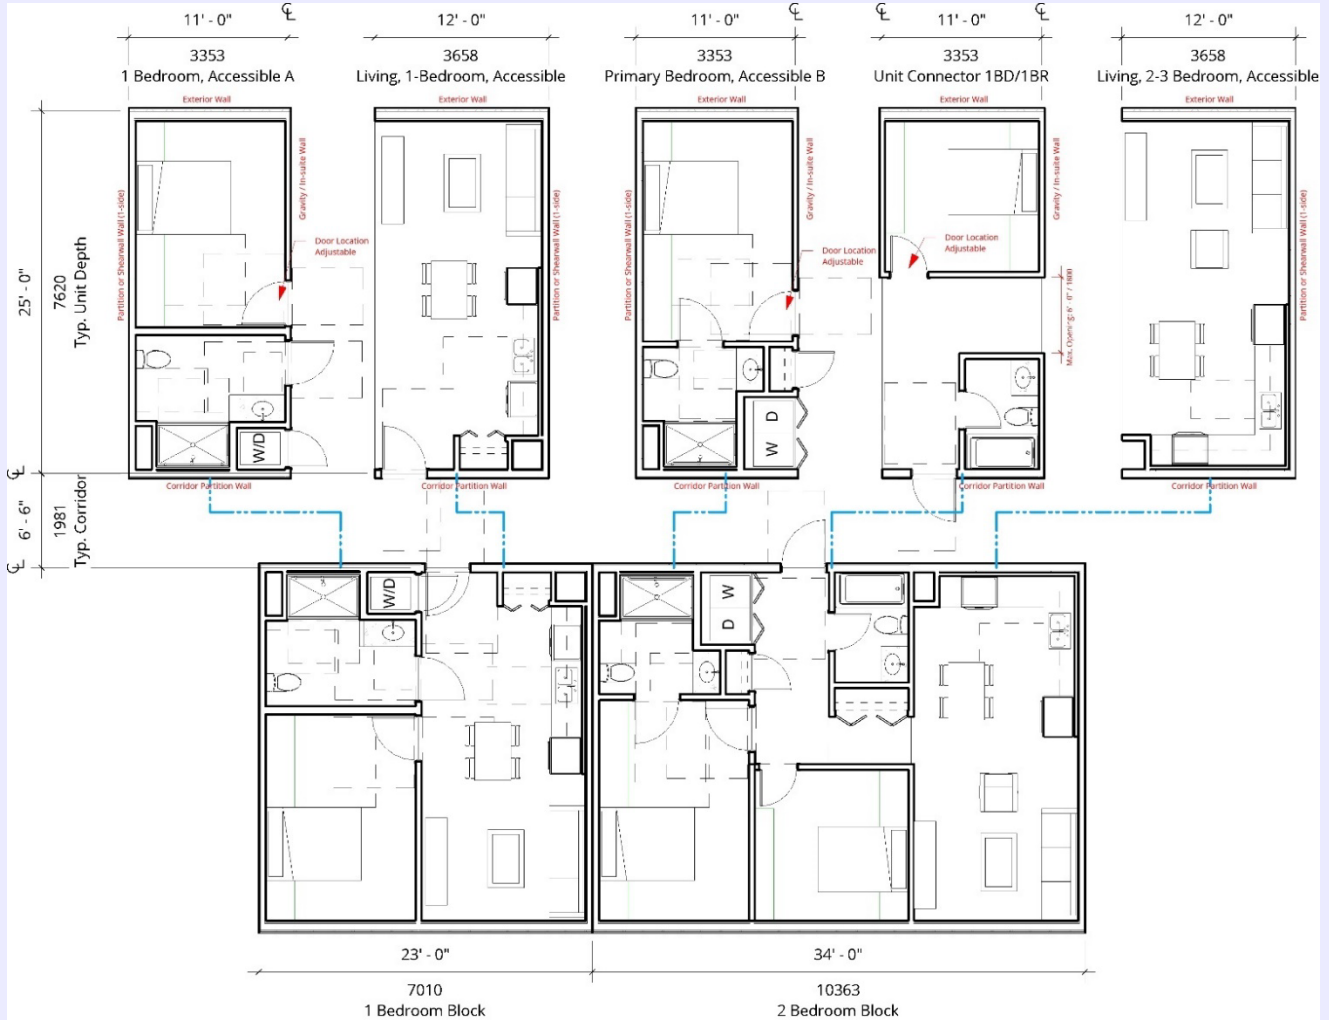 ℄
℄
℄
℄
11' - 0"
12' - 0"
11' - 0"
11' - 0"
12' - 0"
3353
3658
3353
3353
3658
1 Bedroom, Accessible A
Living, 1-Bedroom, Accessible
Primary Bedroom, Accessible B
Unit Connector 1BD/1BR
Living, 2-3 Bedroom, Accessible
Exterior Wall
Exterior Wall
Exterior Wall
Exterior Wall
Exterior Wall
25' - 0"
7620
Typ. Unit Depth
Partition or Shearwall Wall (1-side)
Gravity / In-suite Wall
Door Location
Adjustable
Partition or Shearwall Wall (1-side)
Partition or Shearwall Wall (1-side)
Gravity / In-suite Wall
Door Location
Adjustable
Door Location
Adjustable
Gravity / In-suite Wall
Max. Opening: 6' - 0" / 1800
Partition or Shearwall Wall (1-side)
W/D
W D
℄
6' - 6"
1981
Typ. Corridor
℄
Corridor Partition Wall
Corridor Partition Wall
Corridor Partition Wall
Corridor Partition Wall
Corridor Partition Wall
W/D
D W
23' - 0"
34' - 0"
7010
10363
1 Bedroom Block
2 Bedroom Block